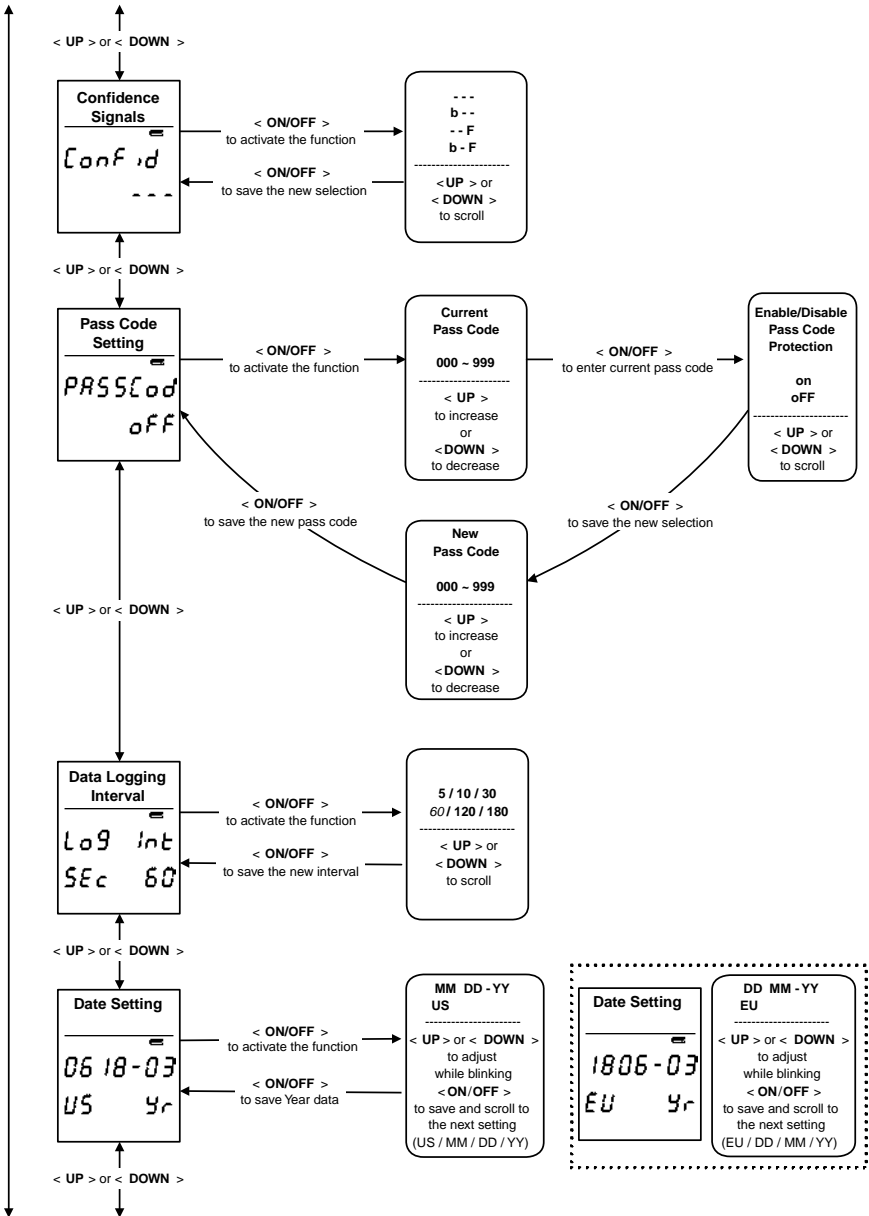 < UP > or < DOWN >
Confidence
Signals
ConFid
- - -
< ON/OFF >
to activate the function
< ON/OFF >
to save the new selection
- - -
b - -
- - F
b - F
-----------------------
< UP > or
< DOWN >
to scroll
< UP > or < DOWN >
Pass Code
Setting
PASSCod
oFF
< ON/OFF >
to activate the function
Current
Pass Code
000 ~ 999
----------------------
< UP >
to increase
or
< DOWN >
to decrease
< ON/OFF >
to enter current pass code
Enable/Disable
Pass Code
Protection
on
oFF
-----------------------
< UP > or
< DOWN >
to scroll
< ON/OFF >
to save the new selection
New
Pass Code
000 ~ 999
-----------------------
< UP >
to increase
or
< DOWN >
to decrease
< ON/OFF >
to save the new pass code
< UP > or < DOWN >
Data Logging
Interval
Log int
SEc 60
< ON/OFF >
to activate the function
< ON/OFF >
to save the new interval
5 / 10 / 30
60 / 120 / 180
-----------------------
< UP > or
< DOWN >
to scroll
< UP > or < DOWN >
Date Setting
0618-03
US Yr
< ON/OFF >
to activate the function
< ON/OFF >
to save Year data
MM DD - YY
US
-----------------------
< UP > or < DOWN >
to adjust
while blinking
< ON/OFF >
to save and scroll to
the next setting
(US / MM / DD / YY)
Date Setting
1806-03
EU Yr
DD MM - YY
EU
-----------------------
< UP > or < DOWN >
to adjust
while blinking
< ON/OFF >
to save and scroll to
the next setting
(EU / DD / MM / YY)
< UP > or < DOWN >